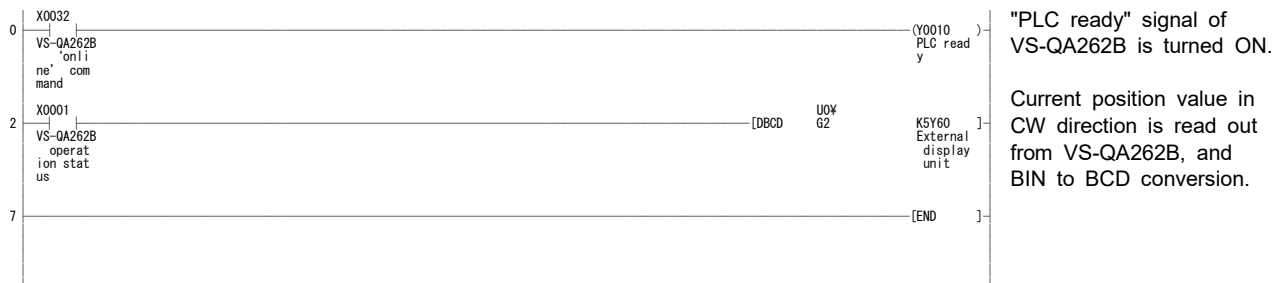 X0032
0
(Y0010 )
"PLC ready" signal of
VS-QA262B
PLC read
VS-QA262B is turned ON.
‘onli
y
ne’ com
mand
X0001
U0¥
Current position value in
2
[DBCD G2 K5Y60 ]
CW direction is read out
VS-QA262B
External
operat
display
from VS-QA262B, and
ion stat
unit
us
BIN to BCD conversion.
7
[END ]